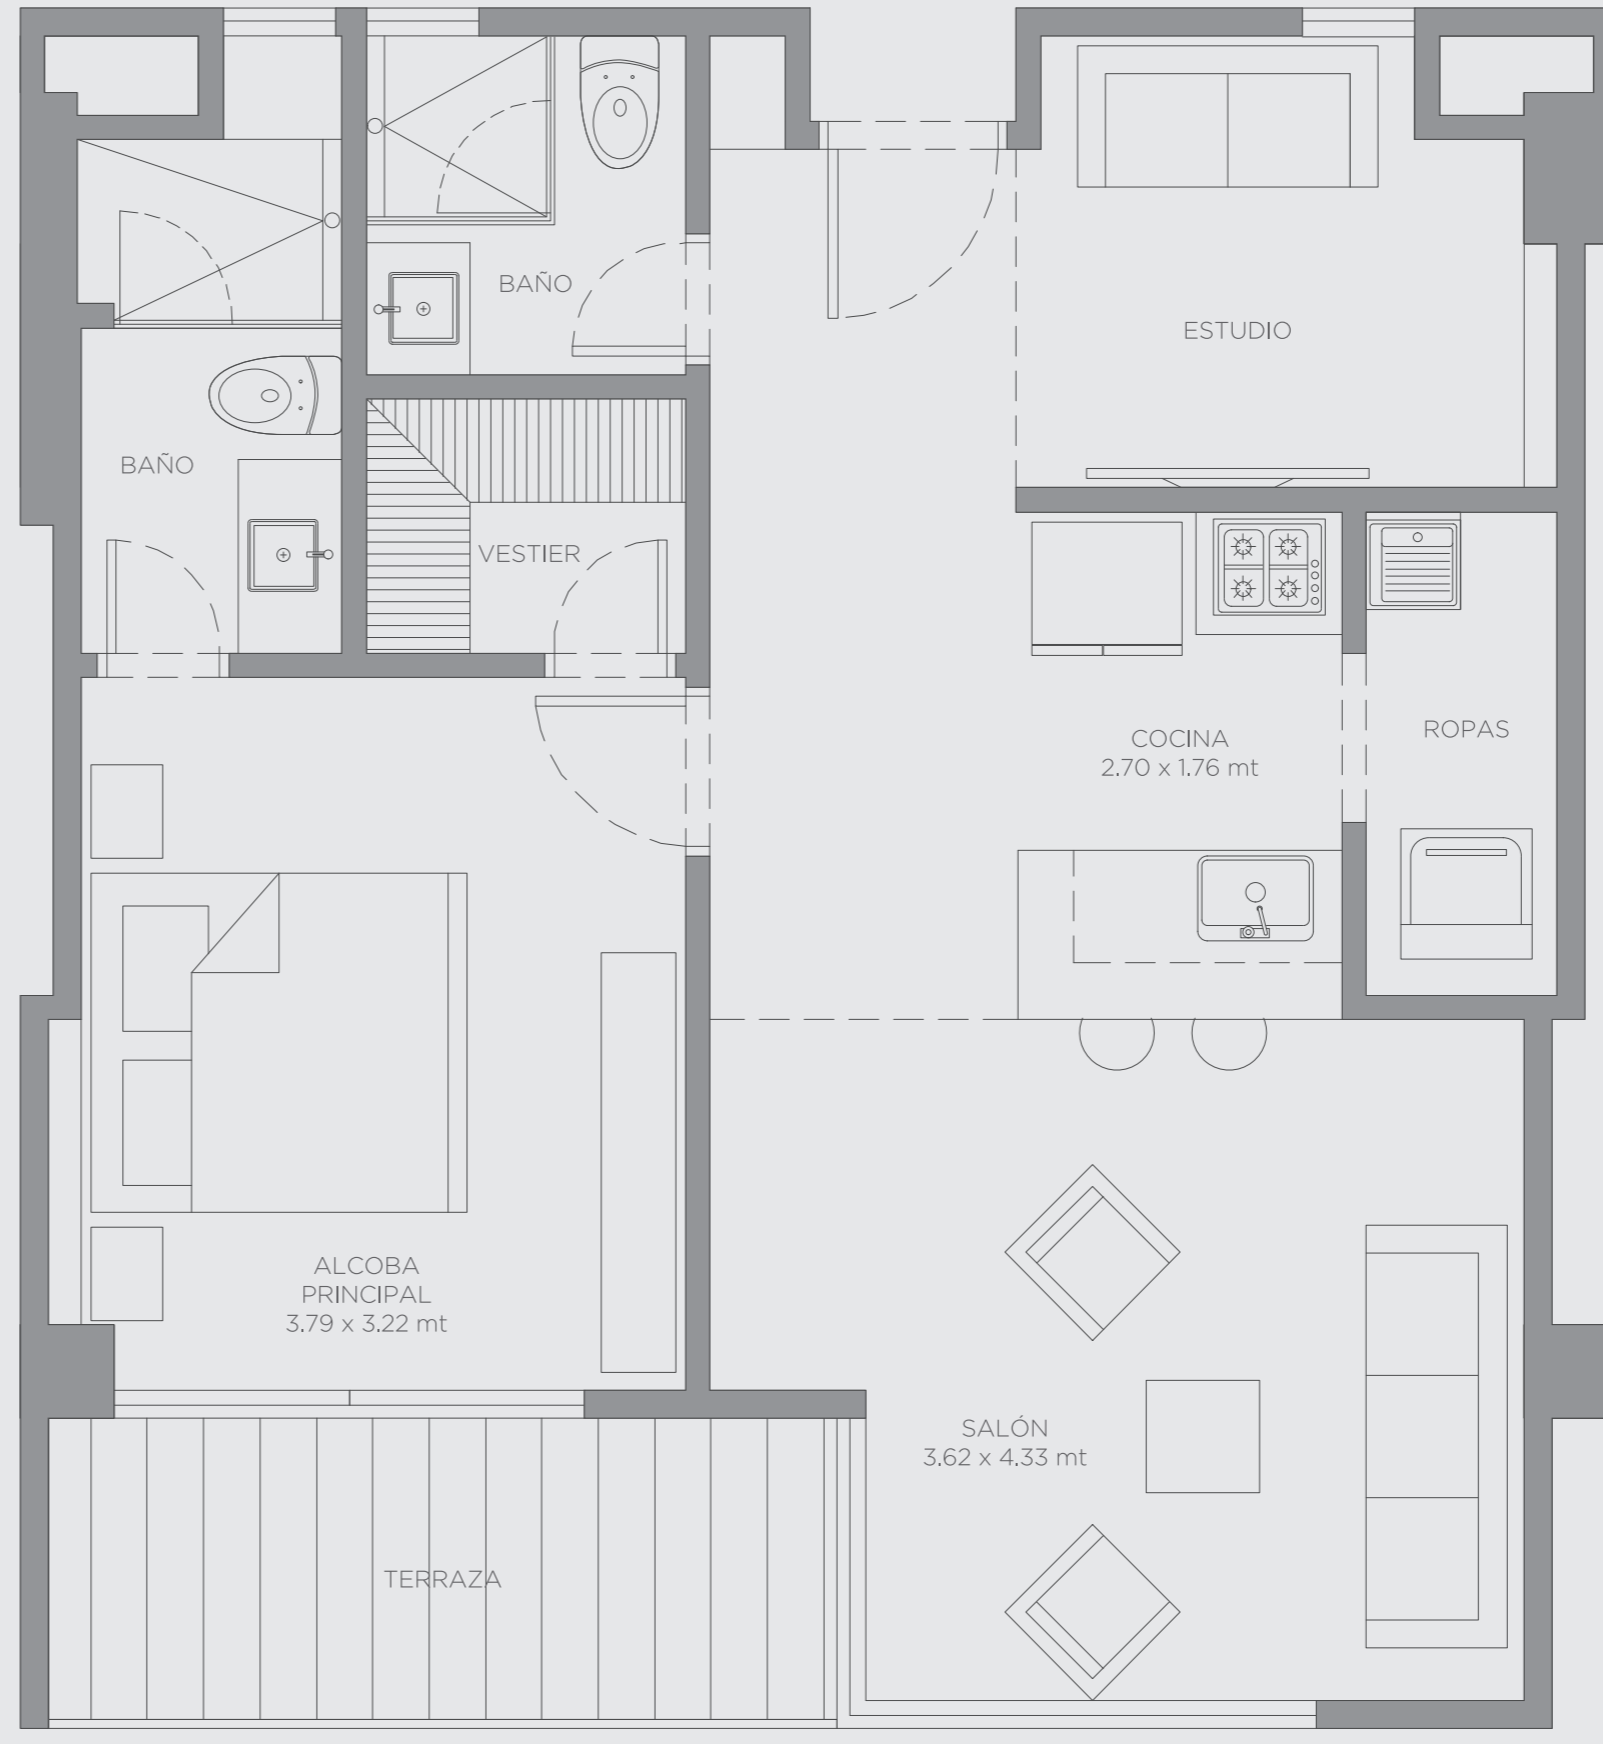 BAÑO
ESTUDIO
BAÑO
VESTIER
COCINA
2.70 x 1.76 mt
ROPAS
ALCOBA
PRINCIPAL
3.79 x 3.22 mt
SALÓN
3.62 x 4.33 mt
TERRAZA